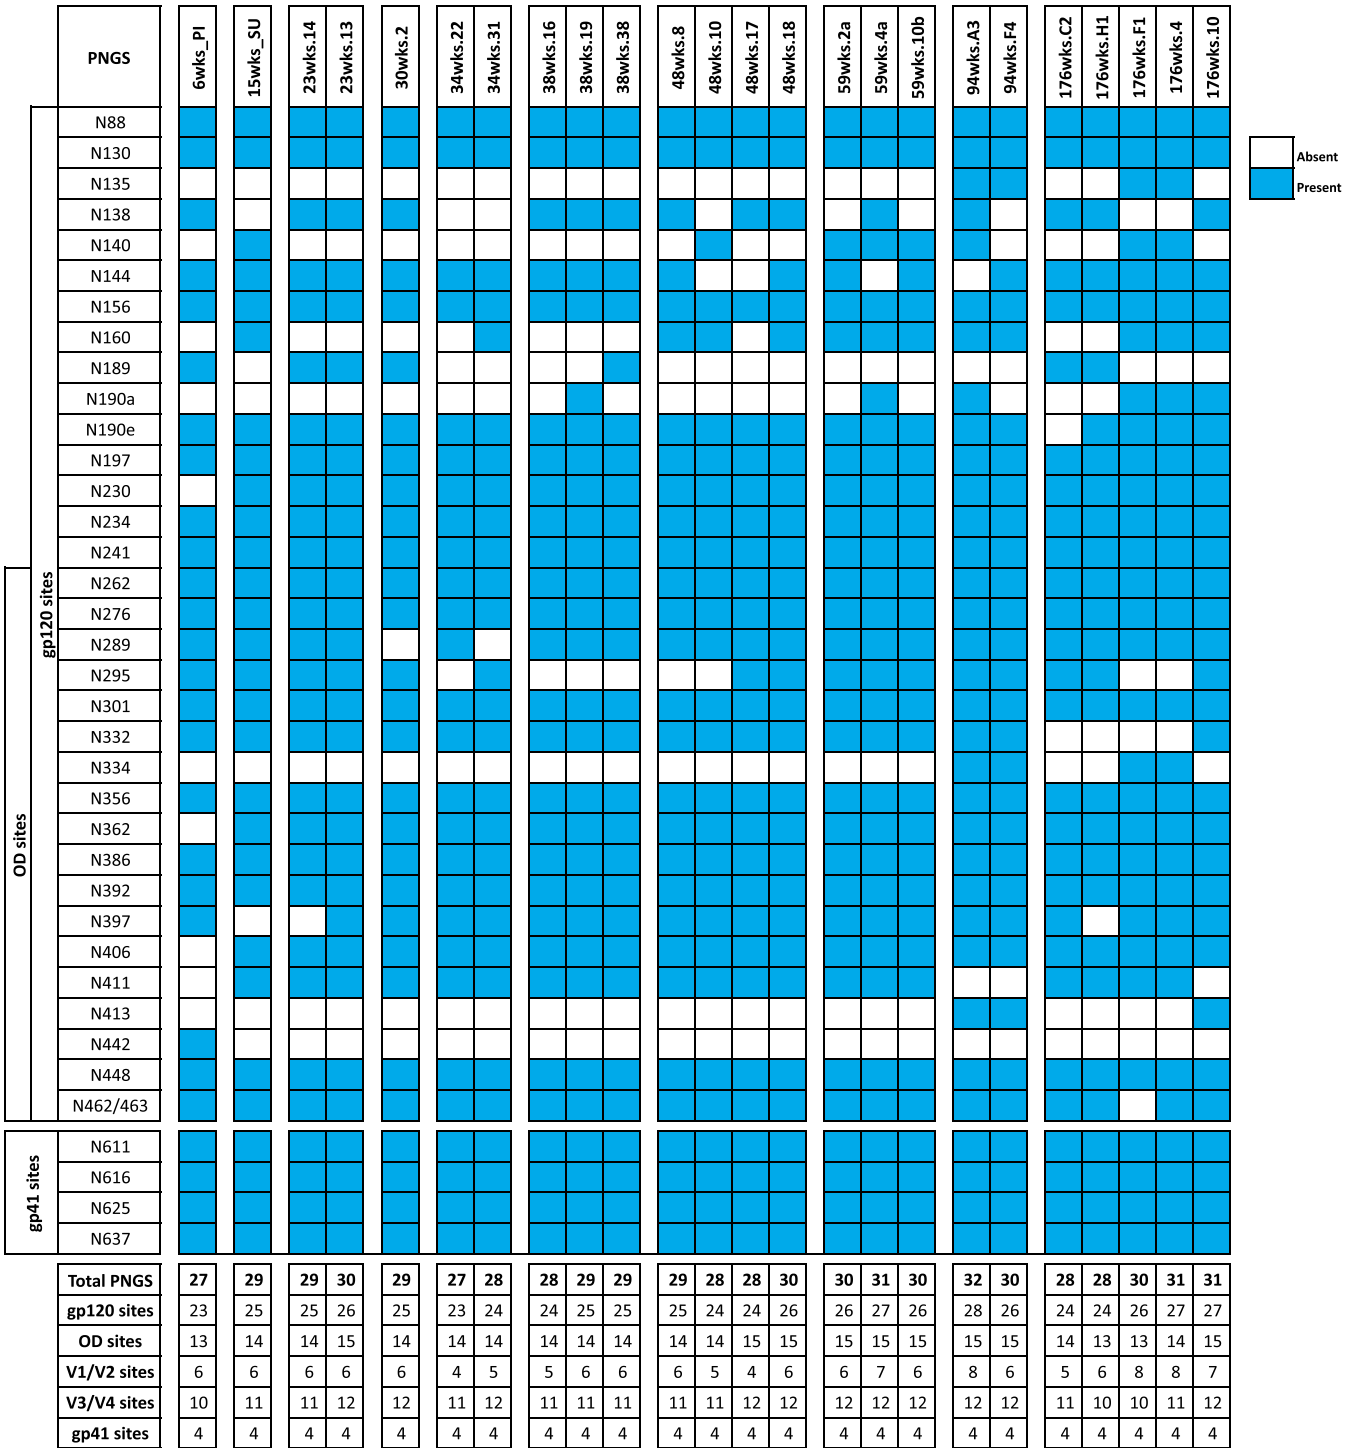 PNGS 6wks_PI 15wks_SU 23wks.14 23wks.13 30wks.2 34wks.22 34wks.31 38wks.16 38wks.19 38wks.38 48wks.8 48wks.10 48wks.17 48wks.18 59wks.2a 59wks.4a 59wks.10b 94wks.A3 94wks.F4 176wks.C2 176wks.H1 176wks.F1 176wks.4 176wks.10
Absent
Present
gp120 sites
OD sites
N88
N130
N135
N138
N140
N144
N156
N160
N189
N190a
N190e
N197
N230
N234
N241
N262
N276
N289
N295
N301
N332
N334
N356
N362
N386
N392
N397
N406
N411
N413
N442
N448
N462/463
gp41 sites
N611
N616
N625
N637
Total PNGS 27 29 29 30 29 27 28 28 29 29 29 28 28 30 30 31 30 32 30 28 28 30 31 31
gp120 sites 23 25 25 26 25 23 24 24 25 25 25 24 24 26 26 27 26 28 26 24 24 26 27 27
OD sites 13 14 14 15 14 14 14 14 14 14 14 14 15 15 15 15 15 15 15 14 13 13 14 15
V1/V2 sites 6 6 6 6 6 4 5 5 6 6 6 5 4 6 6 7 6 8 6 5 6 8 8 7
V3/V4 sites 10 11 11 12 12 11 12 11 11 11 11 11 12 12 12 12 12 12 12 11 10 10 11 12
gp41 sites 4 4 4 4 4 4 4 4 4 4 4 4 4 4 4 4 4 4 4 4 4 4 4 4